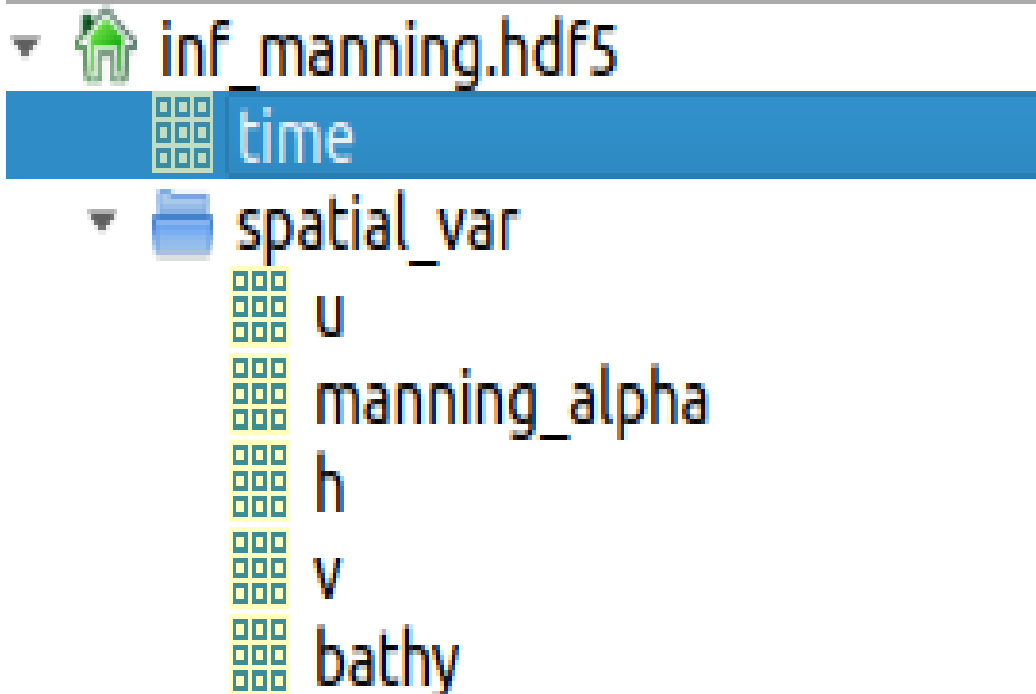 inf_manning.hdf5
time
spatial_var
u
manning_alpha
h
v
bathy